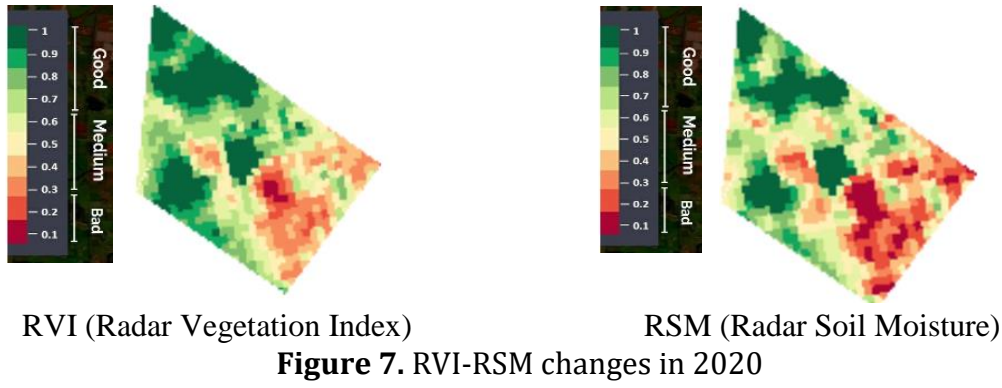 1
0.9
0.8
0.7
0.6
0.5
0.4
0.3
0.2
0.1
Good
Medium
Bad
1
0.9
0.8
0.7
0.6
0.5
0.4
0.3
0.2
0.1
Good
Medium
Bad
RVI (Radar Vegetation Index)
RSM (Radar Soil Moisture)
Figure 7. RVI-RSM changes in 2020